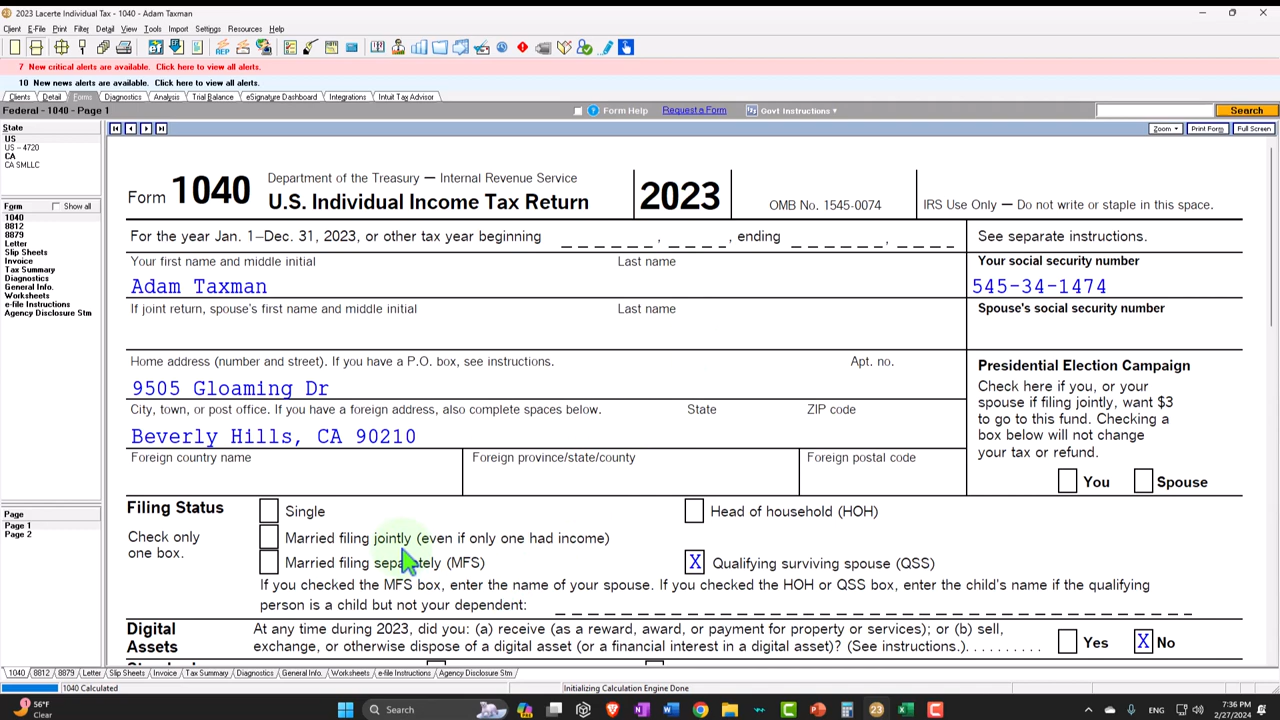 2023 Lacerte Individual Tax - 1040 - Adam Taxman
Client E-File Print Filter Detail View Tools Import Settings Resources Help
7 New critical alerts are available. Click here to view all alerts.
10 New news alerts are available. Click here to view all alerts.
Clients Detail Forms Diagnostics Analysis Trial Balance eSignature Dashboard Integrations Intuit Tax Advisor
Federal - 1040 - Page 1
Form Help Request a Form Govt Instructions Search
State
US
US - 4720
CA
CA SMLLC
Zoom Print Form Full Screen
Form Show all
1040
8812
8879
Letter
Slip Sheets
Invoice
Tax Summary
Diagnostics
General Info.
Worksheets
e-file Instructions
Agency Disclosure Stm
Page
Page 1
Page 2
Form 1040
Department of the Treasury — Internal Revenue Service
U.S. Individual Income Tax Return
2023
OMB No. 1545-0074
IRS Use Only — Do not write or staple in this space.
For the year Jan. 1–Dec. 31, 2023, or other tax year beginning , , ending , See separate instructions.
Your first name and middle initial Last name Your social security number
Adam Taxman 545-34-1474
If joint return, spouse's first name and middle initial Last name Spouse's social security number
Home address (number and street). If you have a P.O. box, see instructions. Apt. no.
9505 Gloaming Dr
City, town, or post office. If you have a foreign address, also complete spaces below. State ZIP code
Beverly Hills, CA 90210
Foreign country name Foreign province/state/county Foreign postal code
Presidential Election Campaign
Check here if you, or your
spouse if filing jointly, want $3
to go to this fund. Checking a
box below will not change
your tax or refund.
You Spouse
Filing Status
Check only
one box.
Single
Married filing jointly (even if only one had income)
Married filing separately (MFS)
Head of household (HOH)
X Qualifying surviving spouse (QSS)
If you checked the MFS box, enter the name of your spouse. If you checked the HOH or QSS box, enter the child's name if the qualifying
person is a child but not your dependent:
Digital
Assets
At any time during 2023, did you: (a) receive (as a reward, award, or payment for property or services); or (b) sell,
exchange, or otherwise dispose of a digital asset (or a financial interest in a digital asset)? (See instructions.)
Yes X No
1040 8812 8879 Letter Slip Sheets Invoice Tax Summary Diagnostics General Info. Worksheets e-file Instructions Agency Disclosure Stm
1040 Calculated Initializing Calculation Engine Done
56°F
Clear
Search
ENG
7:36 PM
2/27/2024